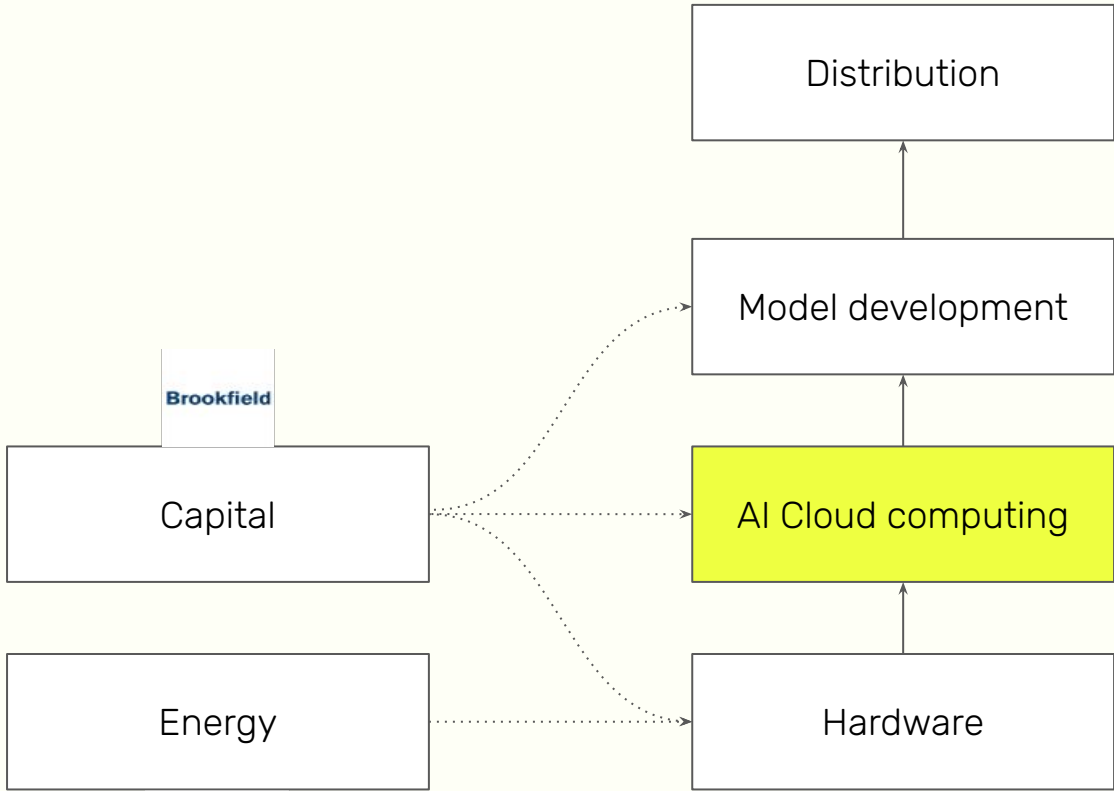 Distribution
Model development
Brookfield
Capital
AI Cloud computing
Energy
Hardware